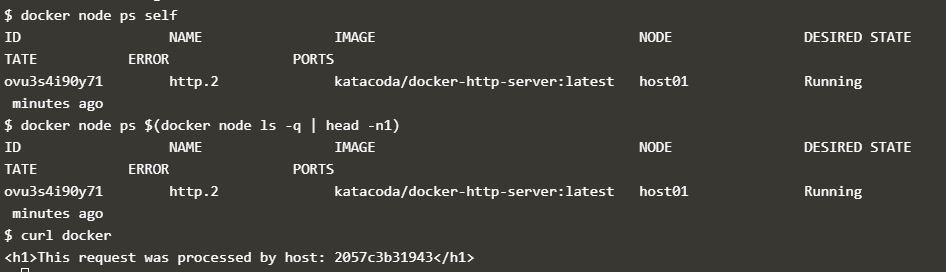 $ docker node ps self
ID NAME IMAGE NODE DESIRED STATE
TATE ERROR PORTS
ovu3s4i90y71 http.2 katacoda/docker-http-server:latest host01 Running
minutes ago
$ docker node ps $(docker node ls -q | head -n1)
ID NAME IMAGE NODE DESIRED STATE
TATE ERROR PORTS
ovu3s4i90y71 http.2 katacoda/docker-http-server:latest host01 Running
minutes ago
$ curl docker
<h1>This request was processed by host: 2057c3b31943</h1>